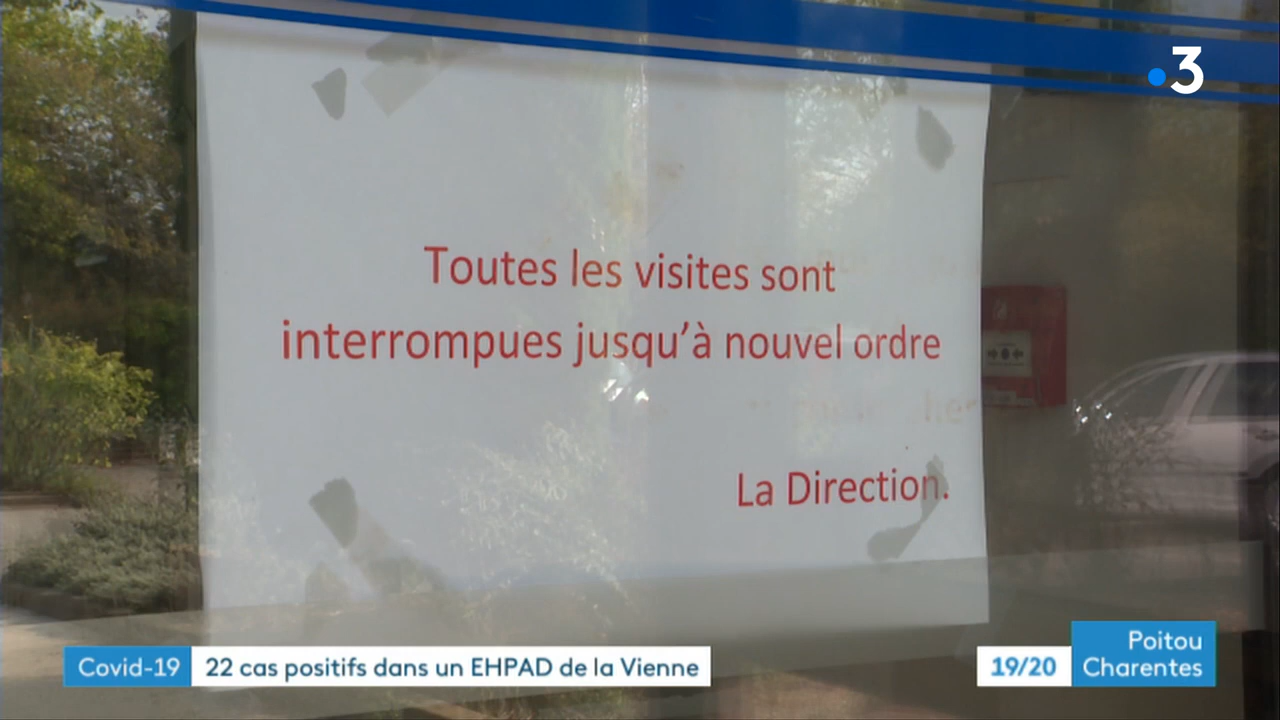 3
Toutes les visites sont
interrompues jusqu'à nouvel ordre
La Direction.
Covid-19 22 cas positifs dans un EHPAD de la Vienne
19/20 Poitou
Charentes